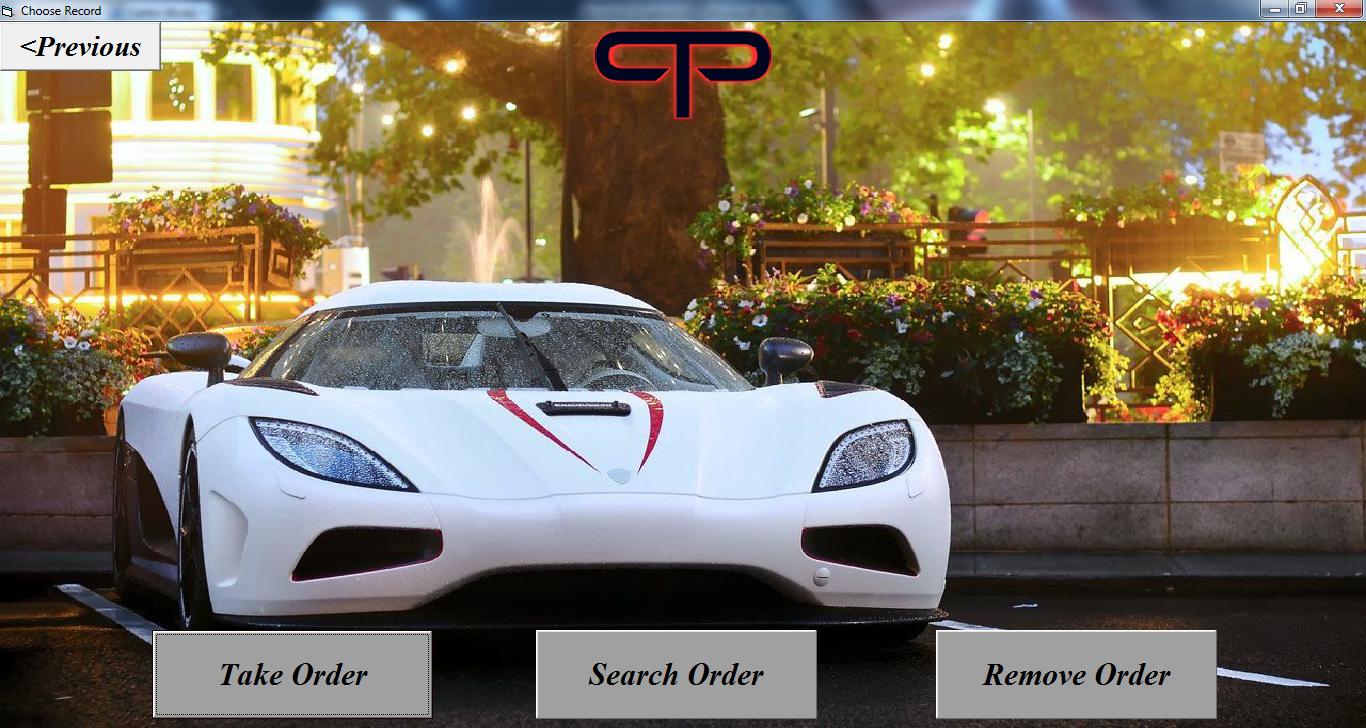 Choose Record
<Previous
Take Order
Search Order
Remove Order